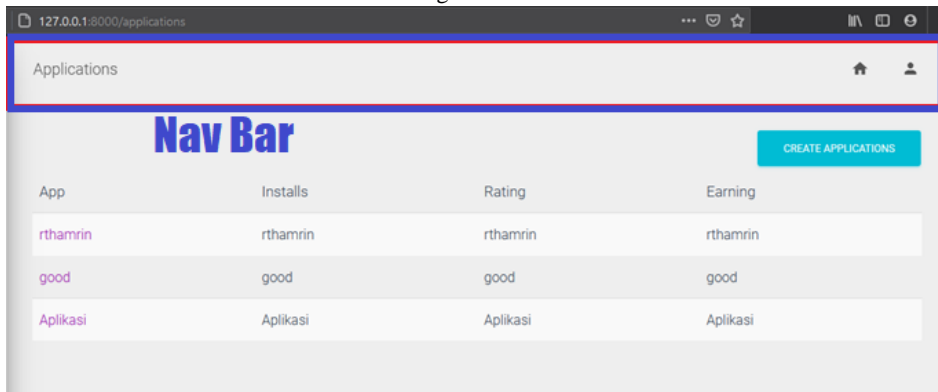 127.0.0.1:8000/applications
Applications
Nav Bar
CREATE APPLICATIONS
App Installs Rating Earning
rthamrin rthamrin rthamrin rthamrin
good good good good
Aplikasi Aplikasi Aplikasi Aplikasi